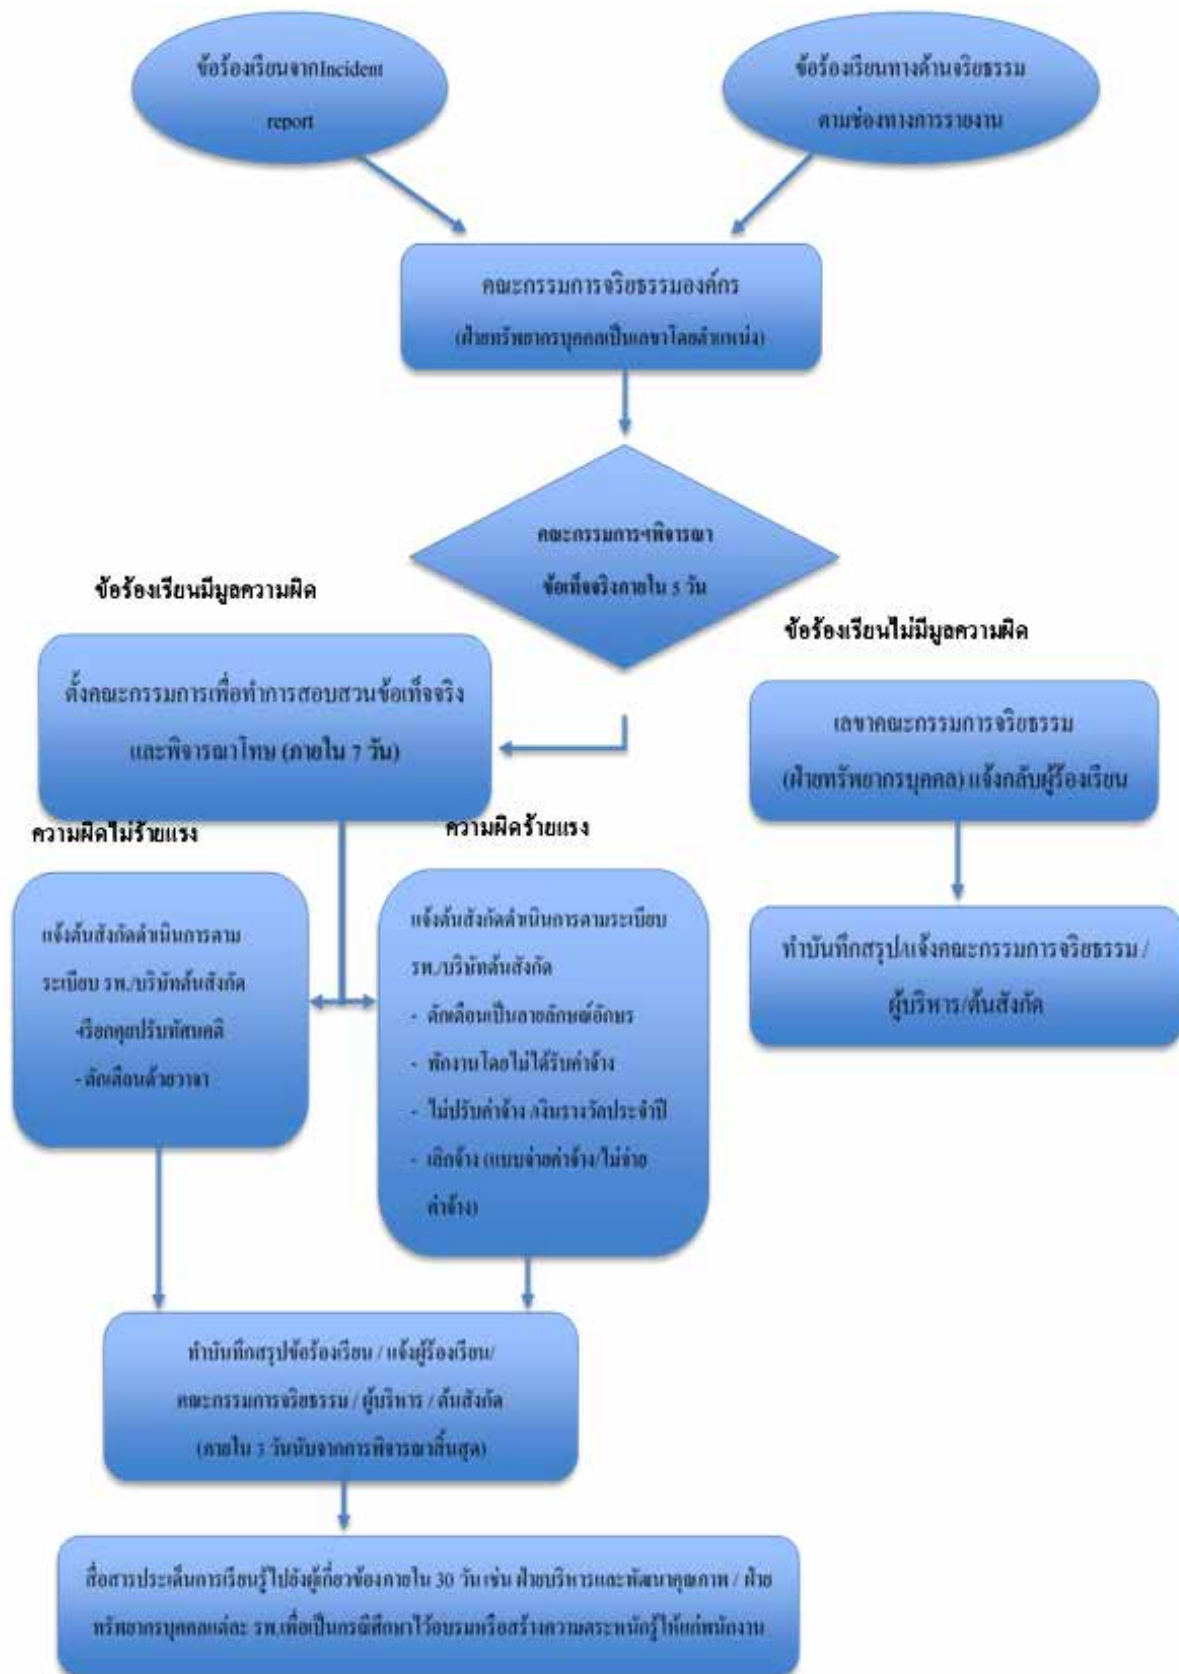 ข้อร้องเรียนจากIncident
report
ข้อร้องเรียนทางด้านจริยธรรม
ตามช่องทางการรายงาน
คณะกรรมการจริยธรรมองค์กร
(ฝ่ายทรัพยากรบุคคลเป็นเลขาโดยตำแหน่ง)
คณะกรรมการฯพิจารณา
ข้อเท็จจริงภายใน 5 วัน
ข้อร้องเรียนมีมูลความผิด
ข้อร้องเรียนไม่มีมูลความผิด
ตั้งคณะกรรมการเพื่อทำการสอบสวนข้อเท็จจริง
และพิจารณาโทษ (ภายใน 7 วัน)
เลขาคณะกรรมการจริยธรรม
(ฝ่ายทรัพยากรบุคคล) แจ้งกลับผู้ร้องเรียน
ความผิดไม่ร้ายแรง
ความผิดร้ายแรง
แจ้งต้นสังกัดดำเนินการตาม
ระเบียบ รพ./บริษัทต้นสังกัด
-เรียกคุยปรับทัศนคติ
- ตักเตือนด้วยวาจา
แจ้งต้นสังกัดดำเนินการตามระเบียบ
รพ./บริษัทต้นสังกัด
- ตักเตือนเป็นลายลักษณ์อักษร
- พักงานโดยไม่ได้รับค่าจ้าง
- ไม่ปรับค่าจ้าง /เงินรางวัลประจำปี
- เลิกจ้าง (แบบจ่ายค่าจ้าง/ไม่จ่าย
ค่าจ้าง)
ทำบันทึกสรุป/แจ้งคณะกรรมการจริยธรรม /
ผู้บริหาร/ต้นสังกัด
ทำบันทึกสรุปข้อร้องเรียน / แจ้งผู้ร้องเรียน/
คณะกรรมการจริยธรรม / ผู้บริหาร / ต้นสังกัด
(ภายใน 3 วันนับจากการพิจารณาสิ้นสุด)
สื่อสารประเด็นการเรียนรู้ไปยังผู้เกี่ยวข้องภายใน 30 วัน เช่น ฝ่ายบริหารและพัฒนาคุณภาพ / ฝ่าย
ทรัพยากรบุคคลแต่ละ รพ.เพื่อเป็นกรณีศึกษาไว้อบรมหรือสร้างความตระหนักรู้ให้แก่พนักงาน